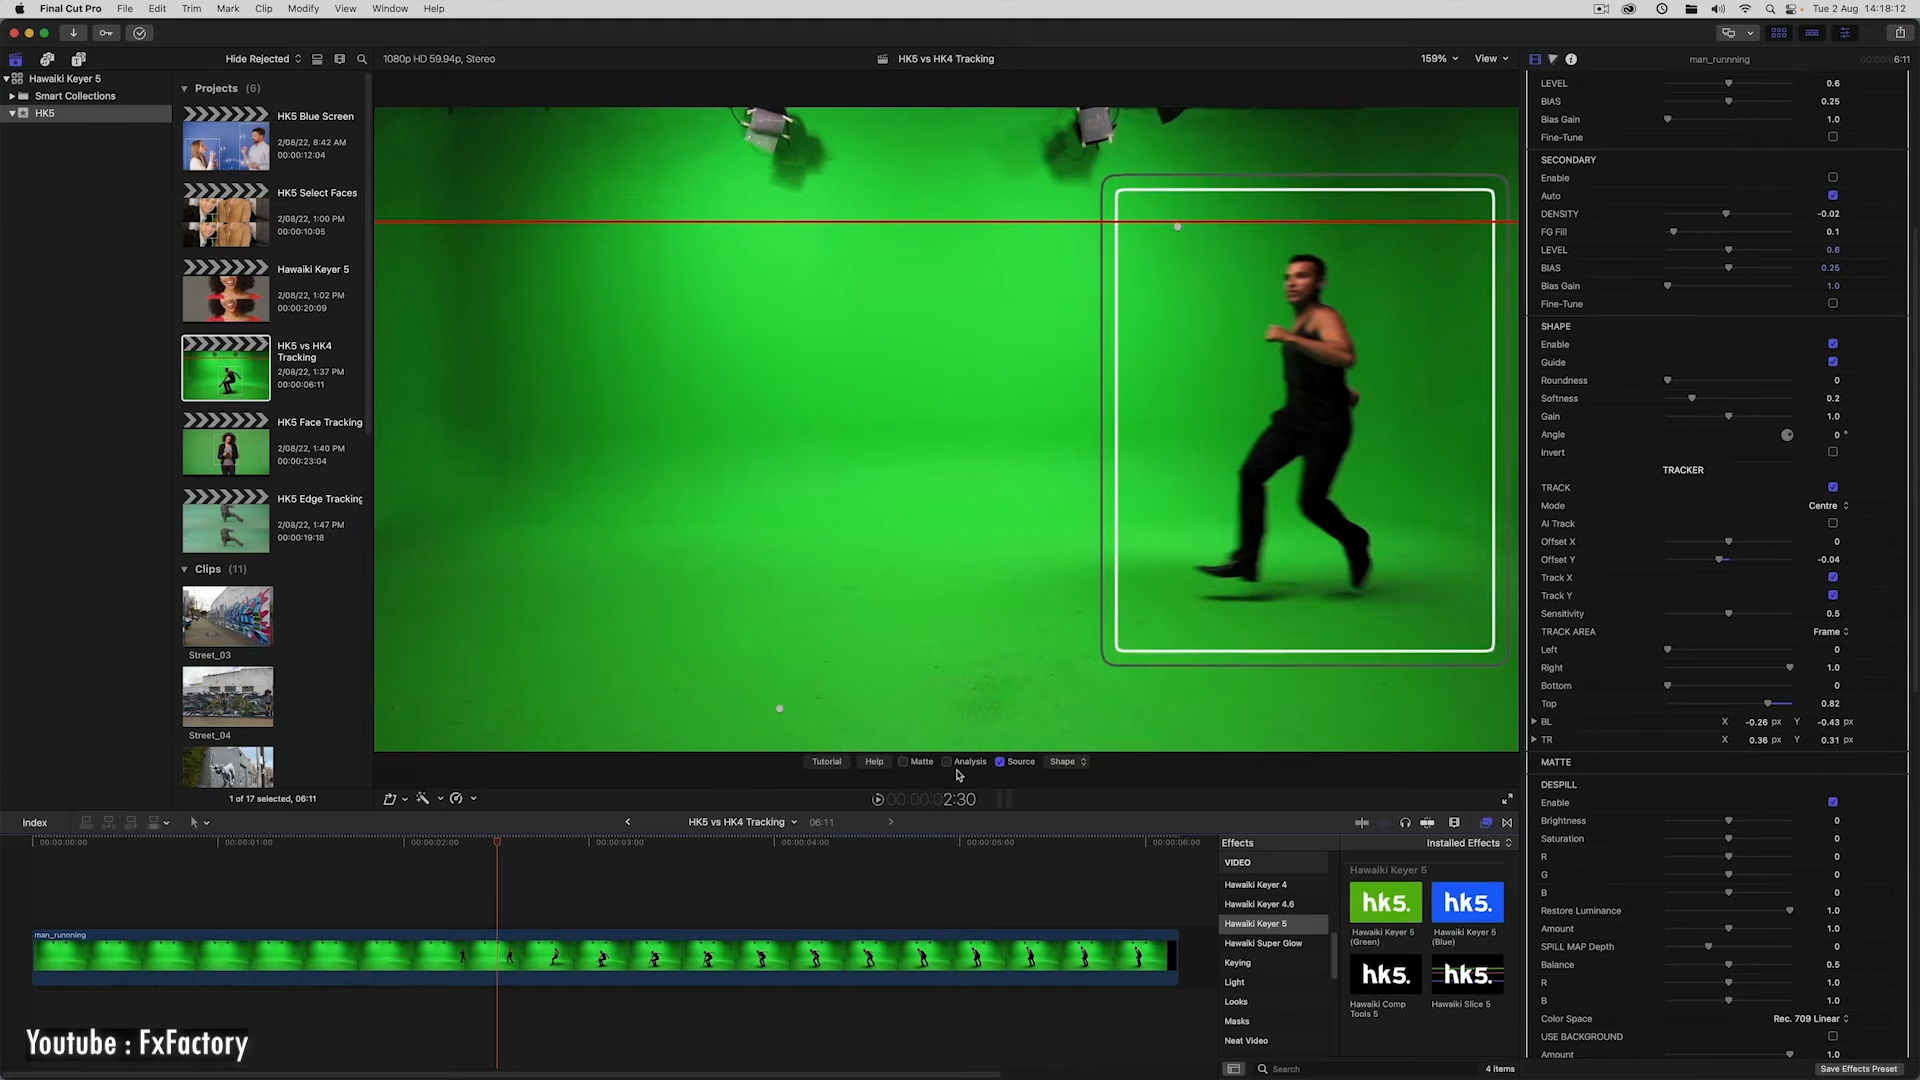 Final Cut Pro File Edit Trim Mark Clip Modify View Window Help
Tue 2 Aug 14:18:12
Hide Rejected
1080p HD 59.94p, Stereo
HK5 vs HK4 Tracking
159%
View
man_runnning
6:11
Hawaiki Keyer 5
Smart Collections
HK5
Projects (6)
HK5 Blue Screen
2/08/22, 8:42 AM
00:00:12:04
HK5 Select Faces
2/08/22, 1:00 PM
00:00:10:05
Hawaiki Keyer 5
2/08/22, 1:02 PM
00:00:20:09
HK5 vs HK4
Tracking
2/08/22, 1:37 PM
00:00:06:11
HK5 Face Tracking
2/08/22, 1:40 PM
00:00:23:04
HK5 Edge Tracking
2/08/22, 1:47 PM
00:00:19:18
Clips (11)
Street_03
Street_04
1 of 17 selected, 06:11
Tutorial Help Matte Analysis Source Shape
00:00:02:30
LEVEL 0.6
BIAS 0.25
Bias Gain 1.0
Fine-Tune
SECONDARY
Enable
Auto
DENSITY -0.02
FG Fill 0.1
LEVEL 0.6
BIAS 0.25
Bias Gain 1.0
Fine-Tune
SHAPE
Enable
Guide
Roundness 0
Softness 0.2
Gain 1.0
Angle 0 °
Invert
TRACKER
TRACK
Mode Centre
AI Track
Offset X 0
Offset Y -0.04
Track X
Track Y
Sensitivity 0.5
TRACK AREA Frame
Left 0
Right 1.0
Bottom 0
Top 0.82
BL X -0.26 px Y -0.43 px
TR X 0.36 px Y 0.31 px
MATTE
DESPILL
Enable
Brightness 0
Saturation 0
R 0
G 0
B 0
Restore Luminance 1.0
Amount 1.0
SPILL MAP Depth 0
Balance 0.5
R 1.0
B 1.0
Color Space Rec. 709 Linear
USE BACKGROUND
Amount 1.0
Save Effects Preset
Index
HK5 vs HK4 Tracking
06:11
00:00:00:00 00:00:01:00 00:00:02:00 00:00:03:00 00:00:04:00 00:00:05:00 00:00:06:00
man_runnning
Effects
Installed Effects
VIDEO
Hawaiki Keyer 4
Hawaiki Keyer 4.6
Hawaiki Keyer 5
Hawaiki Super Glow
Keying
Light
Looks
Masks
Neat Video
Hawaiki Keyer 5
hk5. hk5.
Hawaiki Keyer 5
(Green)
Hawaiki Keyer 5
(Blue)
hk5. hk5.
Hawaiki Comp
Tools 5
Hawaiki Slice 5
Search
4 items
Youtube : FxFactory